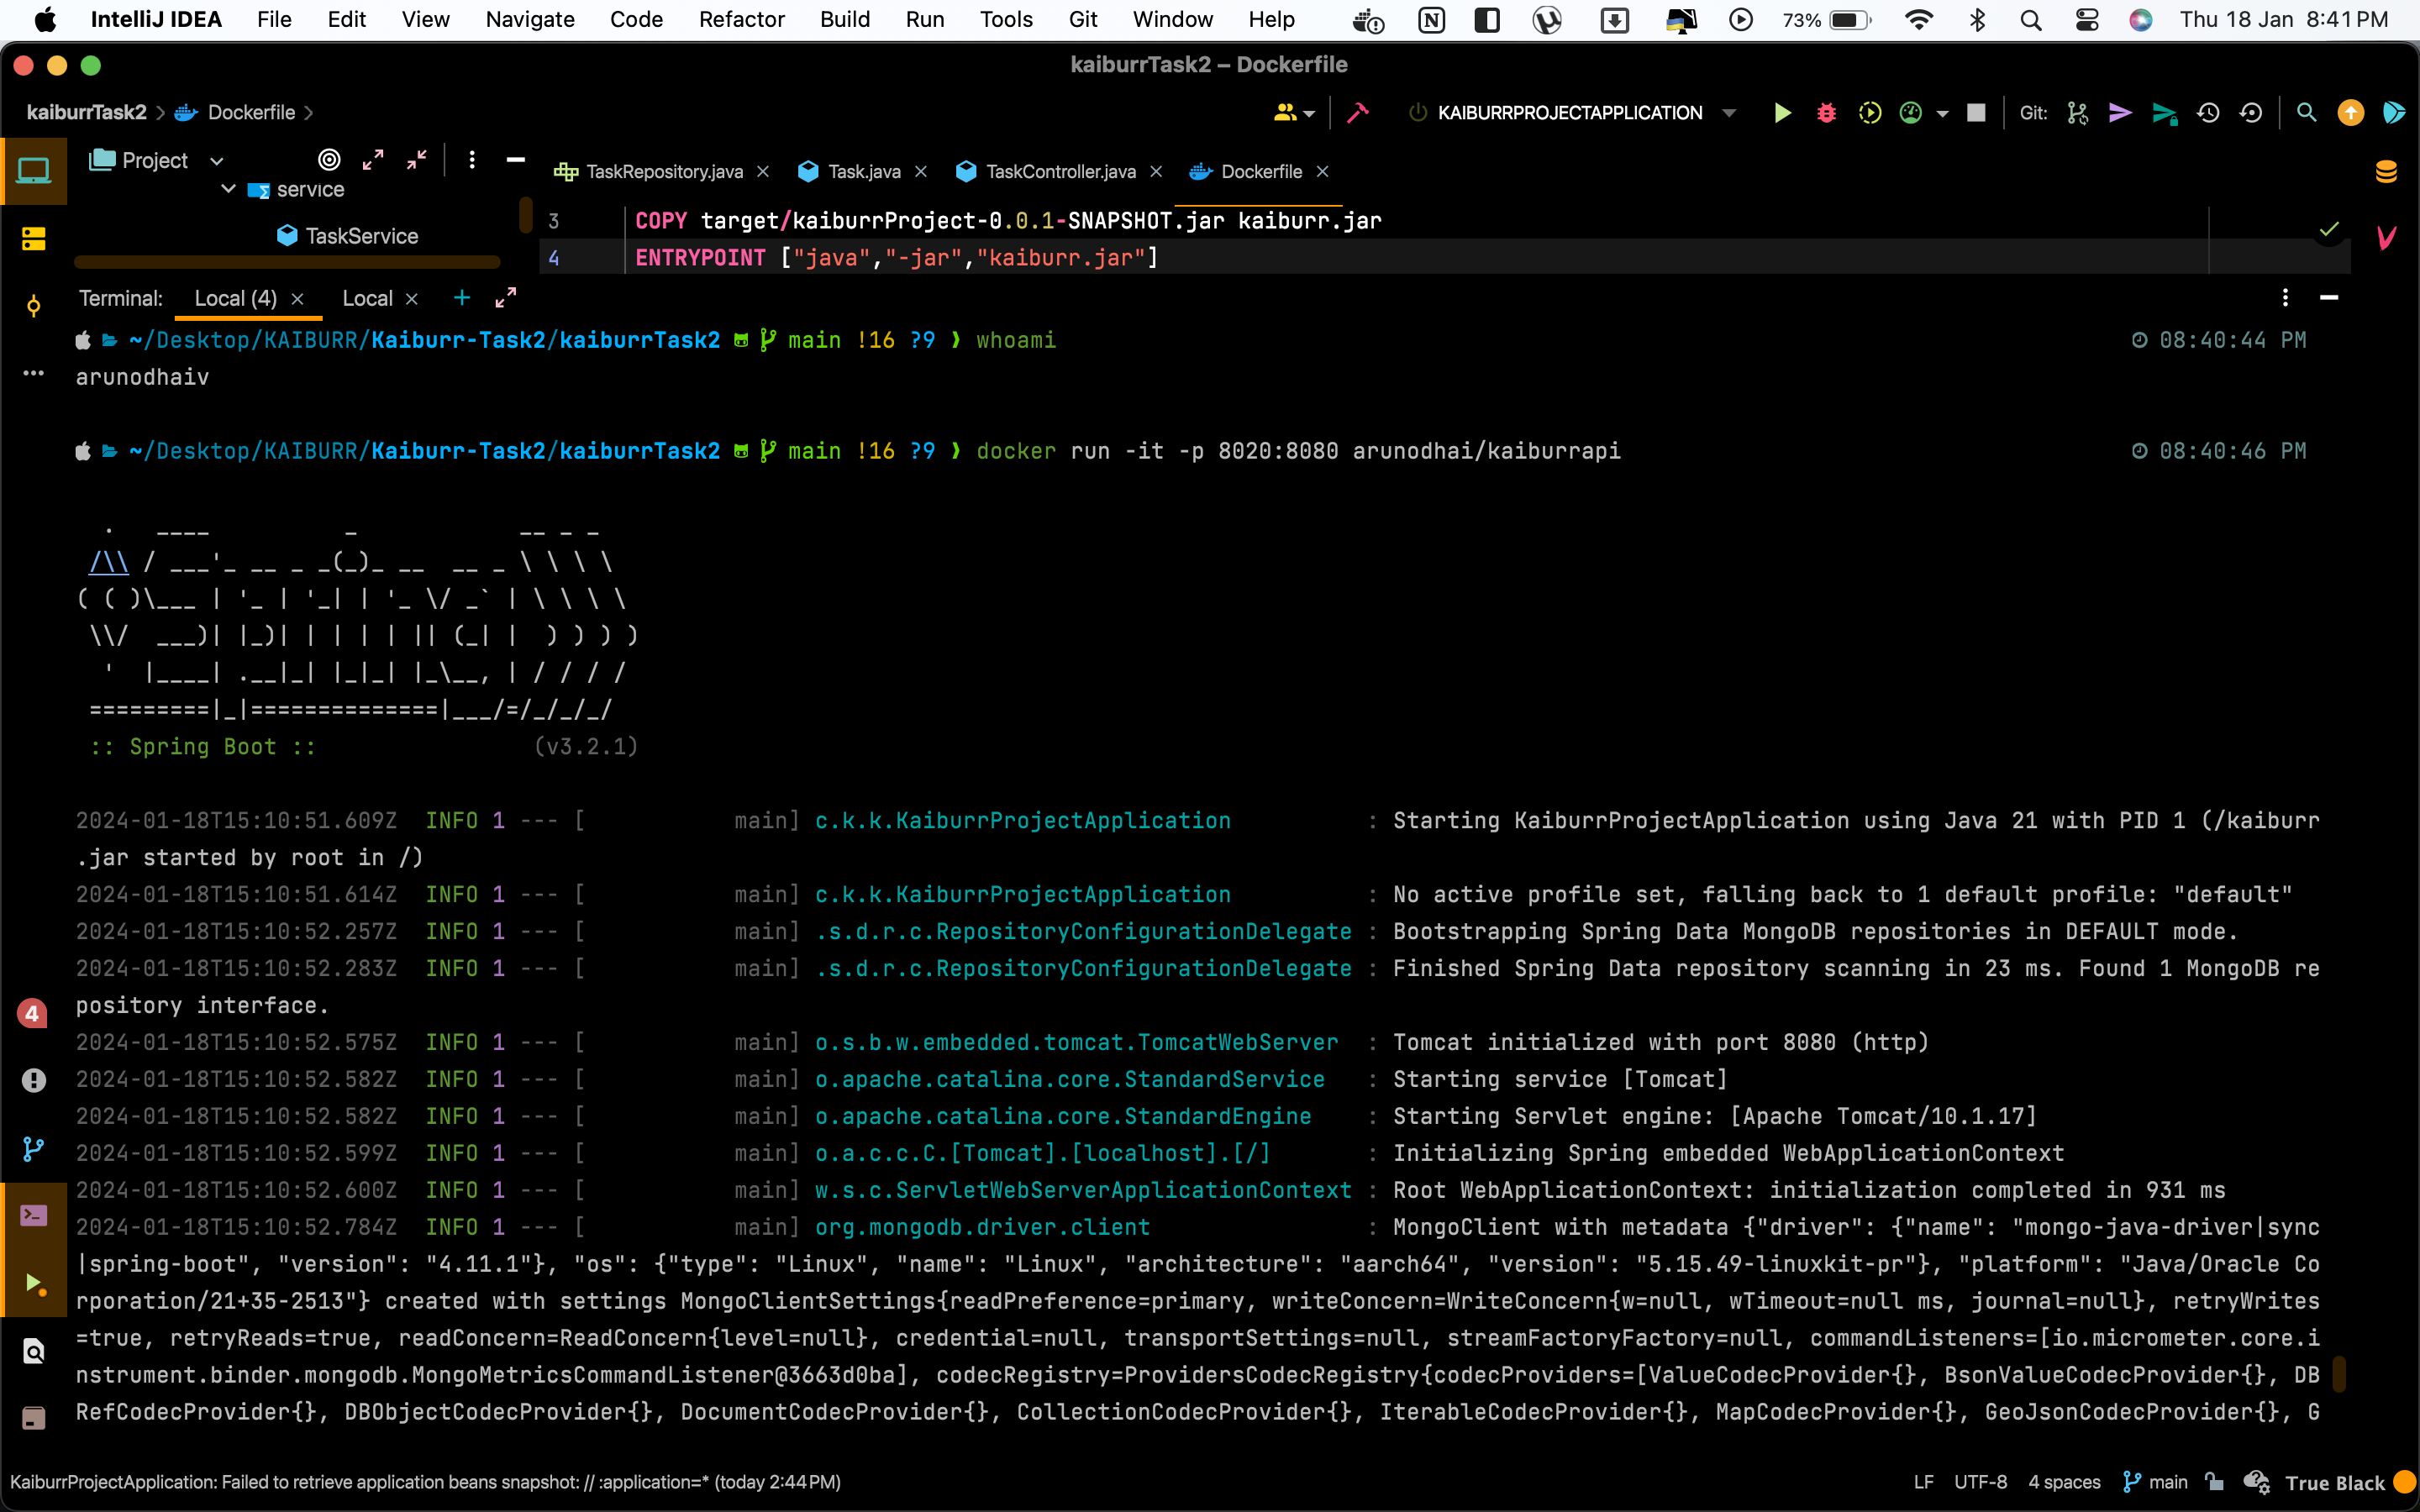 IntelliJ IDEA File Edit View Navigate Code Refactor Build Run Tools Git Window Help 73% Thu 18 Jan 8:41 PM
kaiburrTask2 – Dockerfile
kaiburrTask2 Dockerfile KAIBURRPROJECTAPPLICATION Git:
Project TaskRepository.java Task.java TaskController.java Dockerfile
service
3 COPY target/kaiburrProject-0.0.1-SNAPSHOT.jar kaiburr.jar
TaskService
4 ENTRYPOINT ["java","-jar","kaiburr.jar"]
Terminal: Local (4) Local
~/Desktop/KAIBURR/Kaiburr-Task2/kaiburrTask2 main !16 ?9 ❯ whoami 08:40:44 PM
arunodhaiv
~/Desktop/KAIBURR/Kaiburr-Task2/kaiburrTask2 main !16 ?9 ❯ docker run -it -p 8020:8080 arunodhai/kaiburrapi 08:40:46 PM
  .   ____          _            __ _ _
 /\\ / ___'_ __ _ _(_)_ __  __ _ \ \ \ \
( ( )\___ | '_ | '_| | '_ \/ _` | \ \ \ \
 \\/  ___)| |_)| | | | | || (_| |  ) ) ) )
  '  |____| .__|_| |_|_| |_\__, | / / / /
 =========|_|==============|___/=/_/_/_/
 :: Spring Boot ::                (v3.2.1)
2024-01-18T15:10:51.609Z  INFO 1 --- [           main] c.k.k.KaiburrProjectApplication          : Starting KaiburrProjectApplication using Java 21 with PID 1 (/kaiburr
.jar started by root in /)
2024-01-18T15:10:51.614Z  INFO 1 --- [           main] c.k.k.KaiburrProjectApplication          : No active profile set, falling back to 1 default profile: "default"
2024-01-18T15:10:52.257Z  INFO 1 --- [           main] .s.d.r.c.RepositoryConfigurationDelegate : Bootstrapping Spring Data MongoDB repositories in DEFAULT mode.
2024-01-18T15:10:52.283Z  INFO 1 --- [           main] .s.d.r.c.RepositoryConfigurationDelegate : Finished Spring Data repository scanning in 23 ms. Found 1 MongoDB re
pository interface.
2024-01-18T15:10:52.575Z  INFO 1 --- [           main] o.s.b.w.embedded.tomcat.TomcatWebServer  : Tomcat initialized with port 8080 (http)
2024-01-18T15:10:52.582Z  INFO 1 --- [           main] o.apache.catalina.core.StandardService   : Starting service [Tomcat]
2024-01-18T15:10:52.582Z  INFO 1 --- [           main] o.apache.catalina.core.StandardEngine    : Starting Servlet engine: [Apache Tomcat/10.1.17]
2024-01-18T15:10:52.599Z  INFO 1 --- [           main] o.a.c.c.C.[Tomcat].[localhost].[/]       : Initializing Spring embedded WebApplicationContext
2024-01-18T15:10:52.600Z  INFO 1 --- [           main] w.s.c.ServletWebServerApplicationContext : Root WebApplicationContext: initialization completed in 931 ms
2024-01-18T15:10:52.784Z  INFO 1 --- [           main] org.mongodb.driver.client                : MongoClient with metadata {"driver": {"name": "mongo-java-driver|sync
|spring-boot", "version": "4.11.1"}, "os": {"type": "Linux", "name": "Linux", "architecture": "aarch64", "version": "5.15.49-linuxkit-pr"}, "platform": "Java/Oracle Co
rporation/21+35-2513"} created with settings MongoClientSettings{readPreference=primary, writeConcern=WriteConcern{w=null, wTimeout=null ms, journal=null}, retryWrites
=true, retryReads=true, readConcern=ReadConcern{level=null}, credential=null, transportSettings=null, streamFactoryFactory=null, commandListeners=[io.micrometer.core.i
nstrument.binder.mongodb.MongoMetricsCommandListener@3663d0ba], codecRegistry=ProvidersCodecRegistry{codecProviders=[ValueCodecProvider{}, BsonValueCodecProvider{}, DB
RefCodecProvider{}, DBObjectCodecProvider{}, DocumentCodecProvider{}, CollectionCodecProvider{}, IterableCodecProvider{}, MapCodecProvider{}, GeoJsonCodecProvider{}, G
4
KaiburrProjectApplication: Failed to retrieve application beans snapshot: // :application=* (today 2:44 PM) LF UTF-8 4 spaces main True Black